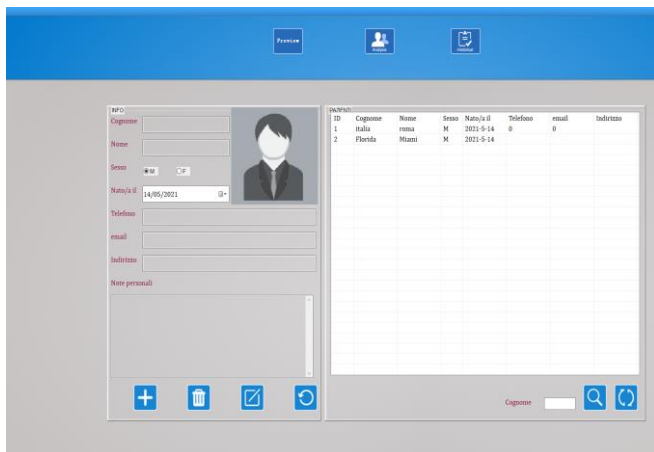 Preview
Analysis
INFO
Cognome
Nome
Sesso
M
F
Nato/a il
14/05/2021
Telefono
email
Indirizzo
Note personali
ID Cognome Nome Sesso Nato/a il Telefono email Indirizzo
1 italia roma M 2021-5-14 0 0
2 Florida Miami M 2021-5-14
Cognome